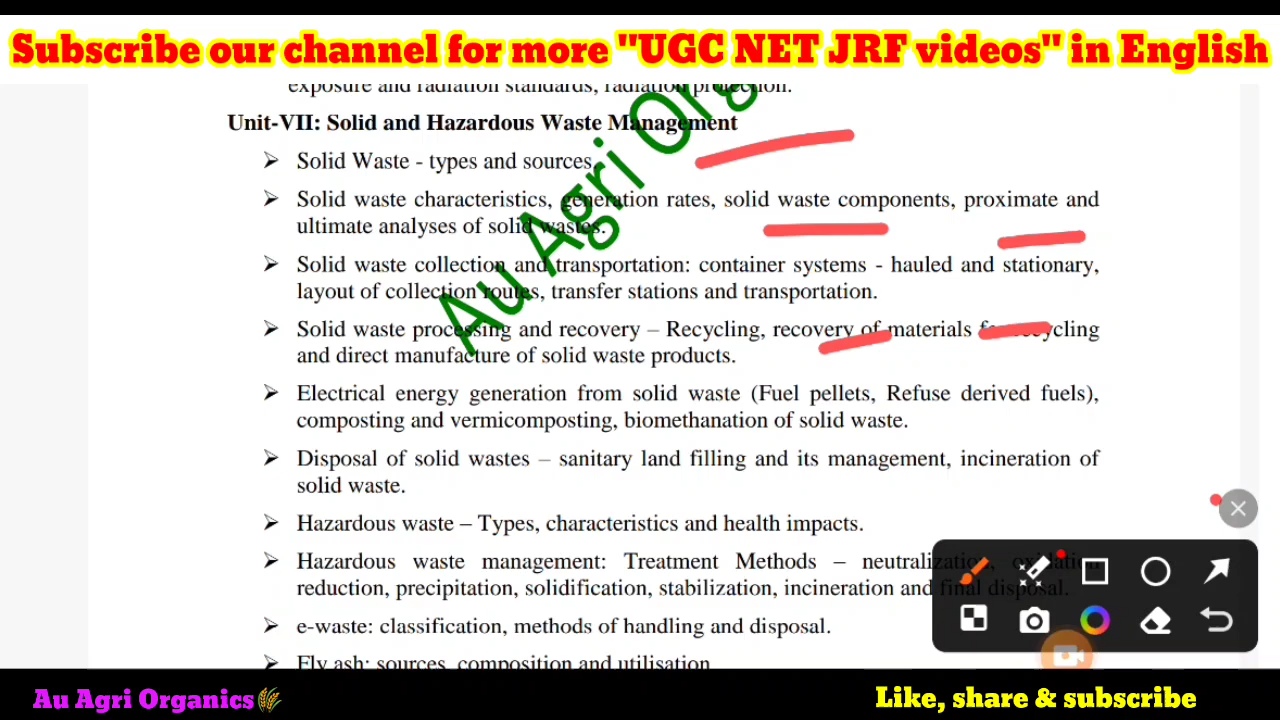 Subscribe our channel for more "UGC NET JRF videos" in English
exposure and radiation standards, radiation protection.
Unit-VII: Solid and Hazardous Waste Management
➢ Solid Waste - types and sources.
➢ Solid waste characteristics, generation rates, solid waste components, proximate and
ultimate analyses of solid wastes.
➢ Solid waste collection and transportation: container systems - hauled and stationary,
layout of collection routes, transfer stations and transportation.
➢ Solid waste processing and recovery – Recycling, recovery of materials for recycling
and direct manufacture of solid waste products.
➢ Electrical energy generation from solid waste (Fuel pellets, Refuse derived fuels),
composting and vermicomposting, biomethanation of solid waste.
➢ Disposal of solid wastes – sanitary land filling and its management, incineration of
solid waste.
➢ Hazardous waste – Types, characteristics and health impacts.
➢ Hazardous waste management: Treatment Methods – neutralization, oxidation
reduction, precipitation, solidification, stabilization, incineration and final disposal.
➢ e-waste: classification, methods of handling and disposal.
➢ Fly ash: sources, composition and utilisation
Au Agri Org
Au Agri Organics🌾
Like, share & subscribe